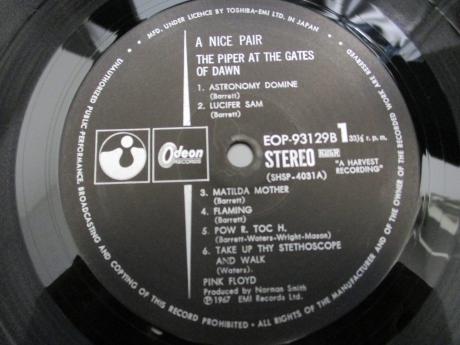 MFD. UNDER LICENCE BY TOSHIBA-EMI LTD. IN JAPAN • UNAUTHORIZED PUBLIC PERFORMANCE, BROADCASTING AND COPYING OF THIS RECORD PROHIBITED • ALL RIGHTS OF THE MANUFACTURER AND OF THE OWNER OF THE RECORDED WORK ARE RESERVED •
A NICE PAIR
THE PIPER AT THE GATES
OF DAWN
1. ASTRONOMY DOMINE
(Barrett)
2. LUCIFER SAM
(Barrett)
Odeon
RECORDS
EOP-93129B 1 33⅓ r. p. m.
STEREO
(SHSP-4031A)
"A HARVEST
RECORDING"
3. MATILDA MOTHER
(Barrett)
4. FLAMING
(Barrett)
5. POW R. TOC H.
(Barrett-Waters-Wright-Mason)
6. TAKE UP THY STETHOSCOPE
AND WALK
(Waters).
PINK FLOYD
Produced by Norman Smith
℗1967 EMI Records Ltd.